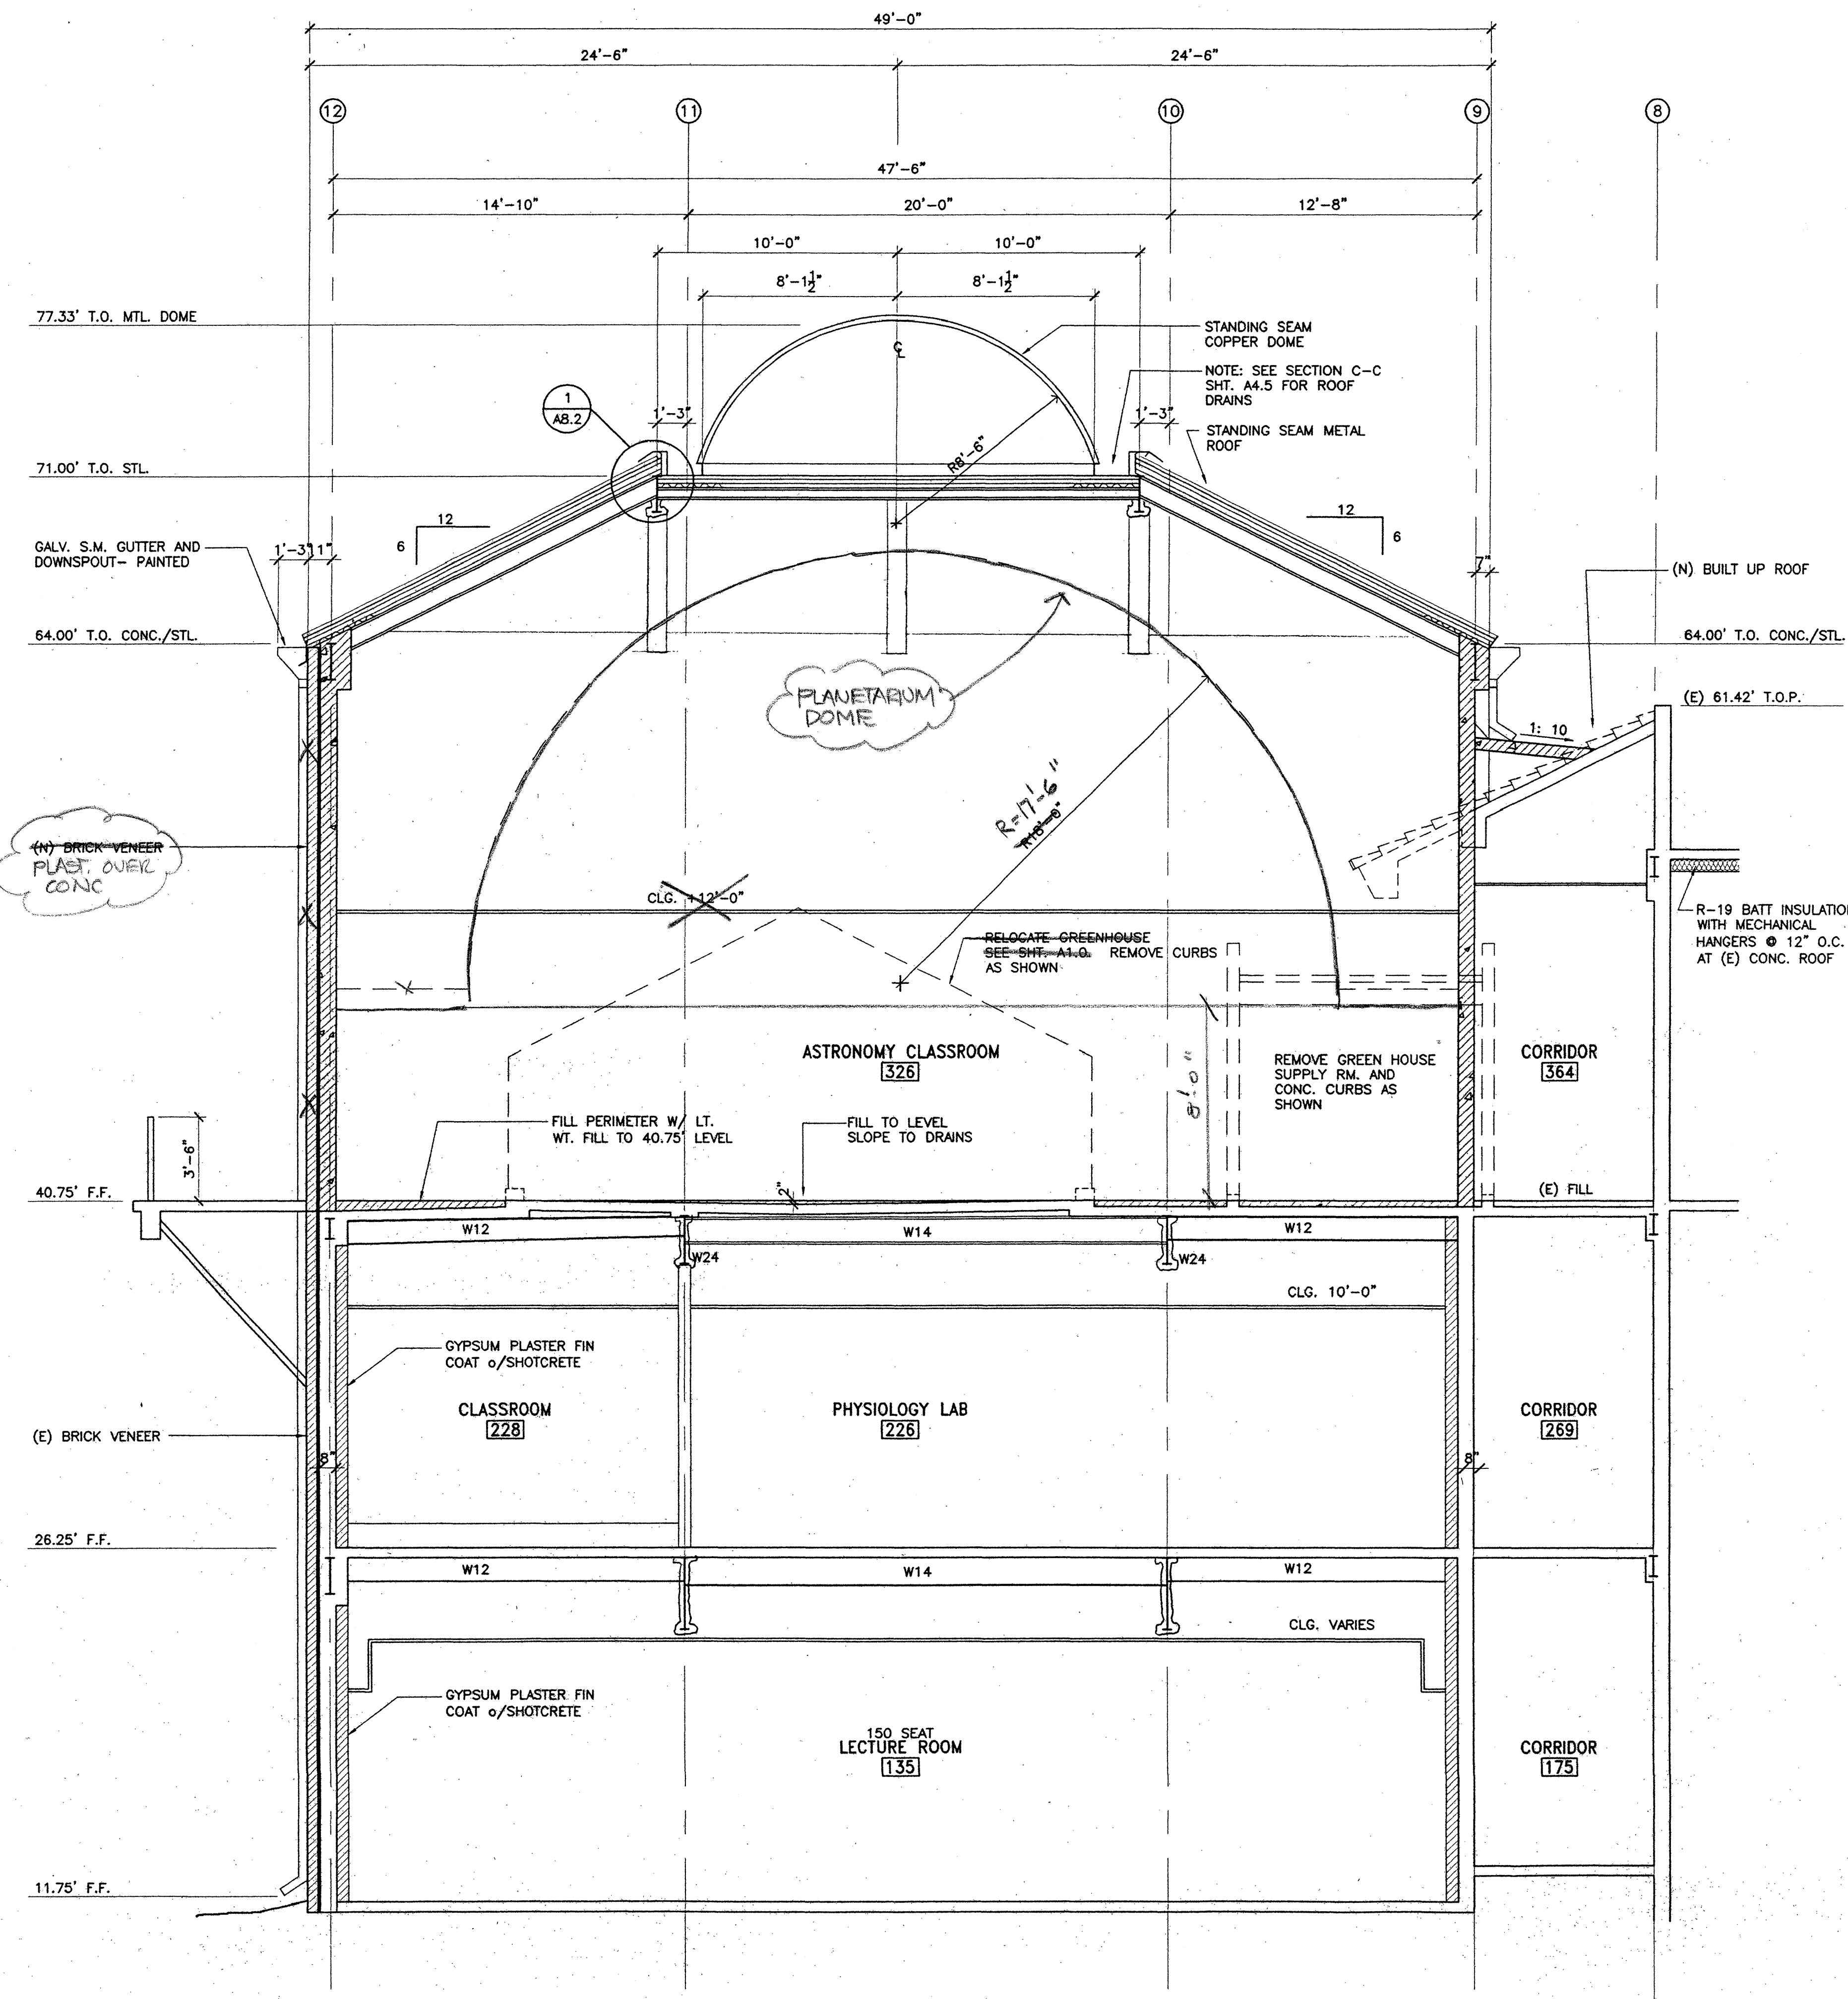 49'-0"
24'-6" 24'-6"
12 11 10 9 8
47'-6"
14'-10" 20'-0" 12'-8"
10'-0" 10'-0"
8'-1 1/2" 8'-1 1/2"
77.33' T.O. MTL. DOME
STANDING SEAM
COPPER DOME
℄
NOTE: SEE SECTION C-C
SHT. A4.5 FOR ROOF
DRAINS
1
A8.2
1'-3" 1'-3"
STANDING SEAM METAL
ROOF
R8'-6"
71.00' T.O. STL.
12 12
6 6
GALV. S.M. GUTTER AND
DOWNSPOUT- PAINTED
1'-3" 11"
7"
(N) BUILT UP ROOF
64.00' T.O. CONC./STL. 64.00' T.O. CONC./STL.
PLANETARIUM
DOME
(E) 61.42' T.O.P.
1: 10
R=17'-6"
R18'-0"
(N) BRICK VENEER
PLAST. OVER
CONC
CLG. +12'-0"
R-19 BATT INSULATIO
WITH MECHANICAL
HANGERS @ 12" O.C.
AT (E) CONC. ROOF
RELOCATE GREENHOUSE
SEE SHT. A1.0. REMOVE CURBS
AS SHOWN
ASTRONOMY CLASSROOM
326
8'-0"
REMOVE GREEN HOUSE
SUPPLY RM. AND
CONC. CURBS AS
SHOWN
CORRIDOR
364
FILL PERIMETER W/ LT.
WT. FILL TO 40.75' LEVEL
FILL TO LEVEL
SLOPE TO DRAINS
3'-6"
40.75' F.F.
2"
(E) FILL
W12 W14 W12
W24 W24
CLG. 10'-0"
GYPSUM PLASTER FIN
COAT o/SHOTCRETE
CLASSROOM
228
PHYSIOLOGY LAB
226
CORRIDOR
269
(E) BRICK VENEER
8" 8"
26.25' F.F.
W12 W14 W12
CLG. VARIES
GYPSUM PLASTER FIN
COAT o/SHOTCRETE
150 SEAT
LECTURE ROOM
135
CORRIDOR
175
11.75' F.F.